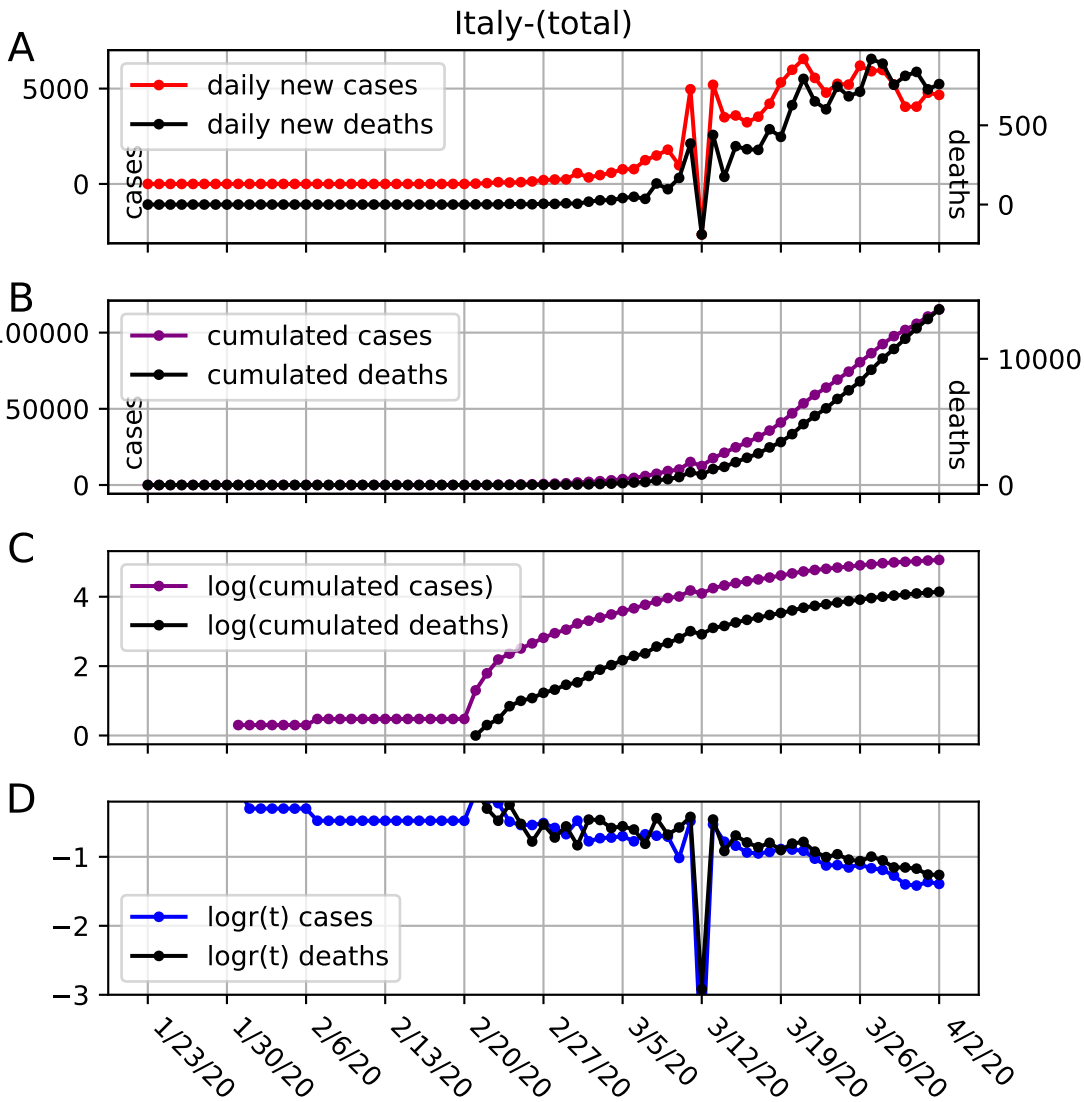 Italy-(total)
A
daily new cases
daily new deaths
5000
0
cases
500
0
deaths
B
cumulated cases
cumulated deaths
00000
50000
0
cases
10000
0
deaths
C
log(cumulated cases)
log(cumulated deaths)
4
2
0
D
−1
−2
−3
logr(t) cases
logr(t) deaths
1/23/20
1/30/20
2/6/20
2/13/20
2/20/20
2/27/20
3/5/20
3/12/20
3/19/20
3/26/20
4/2/20